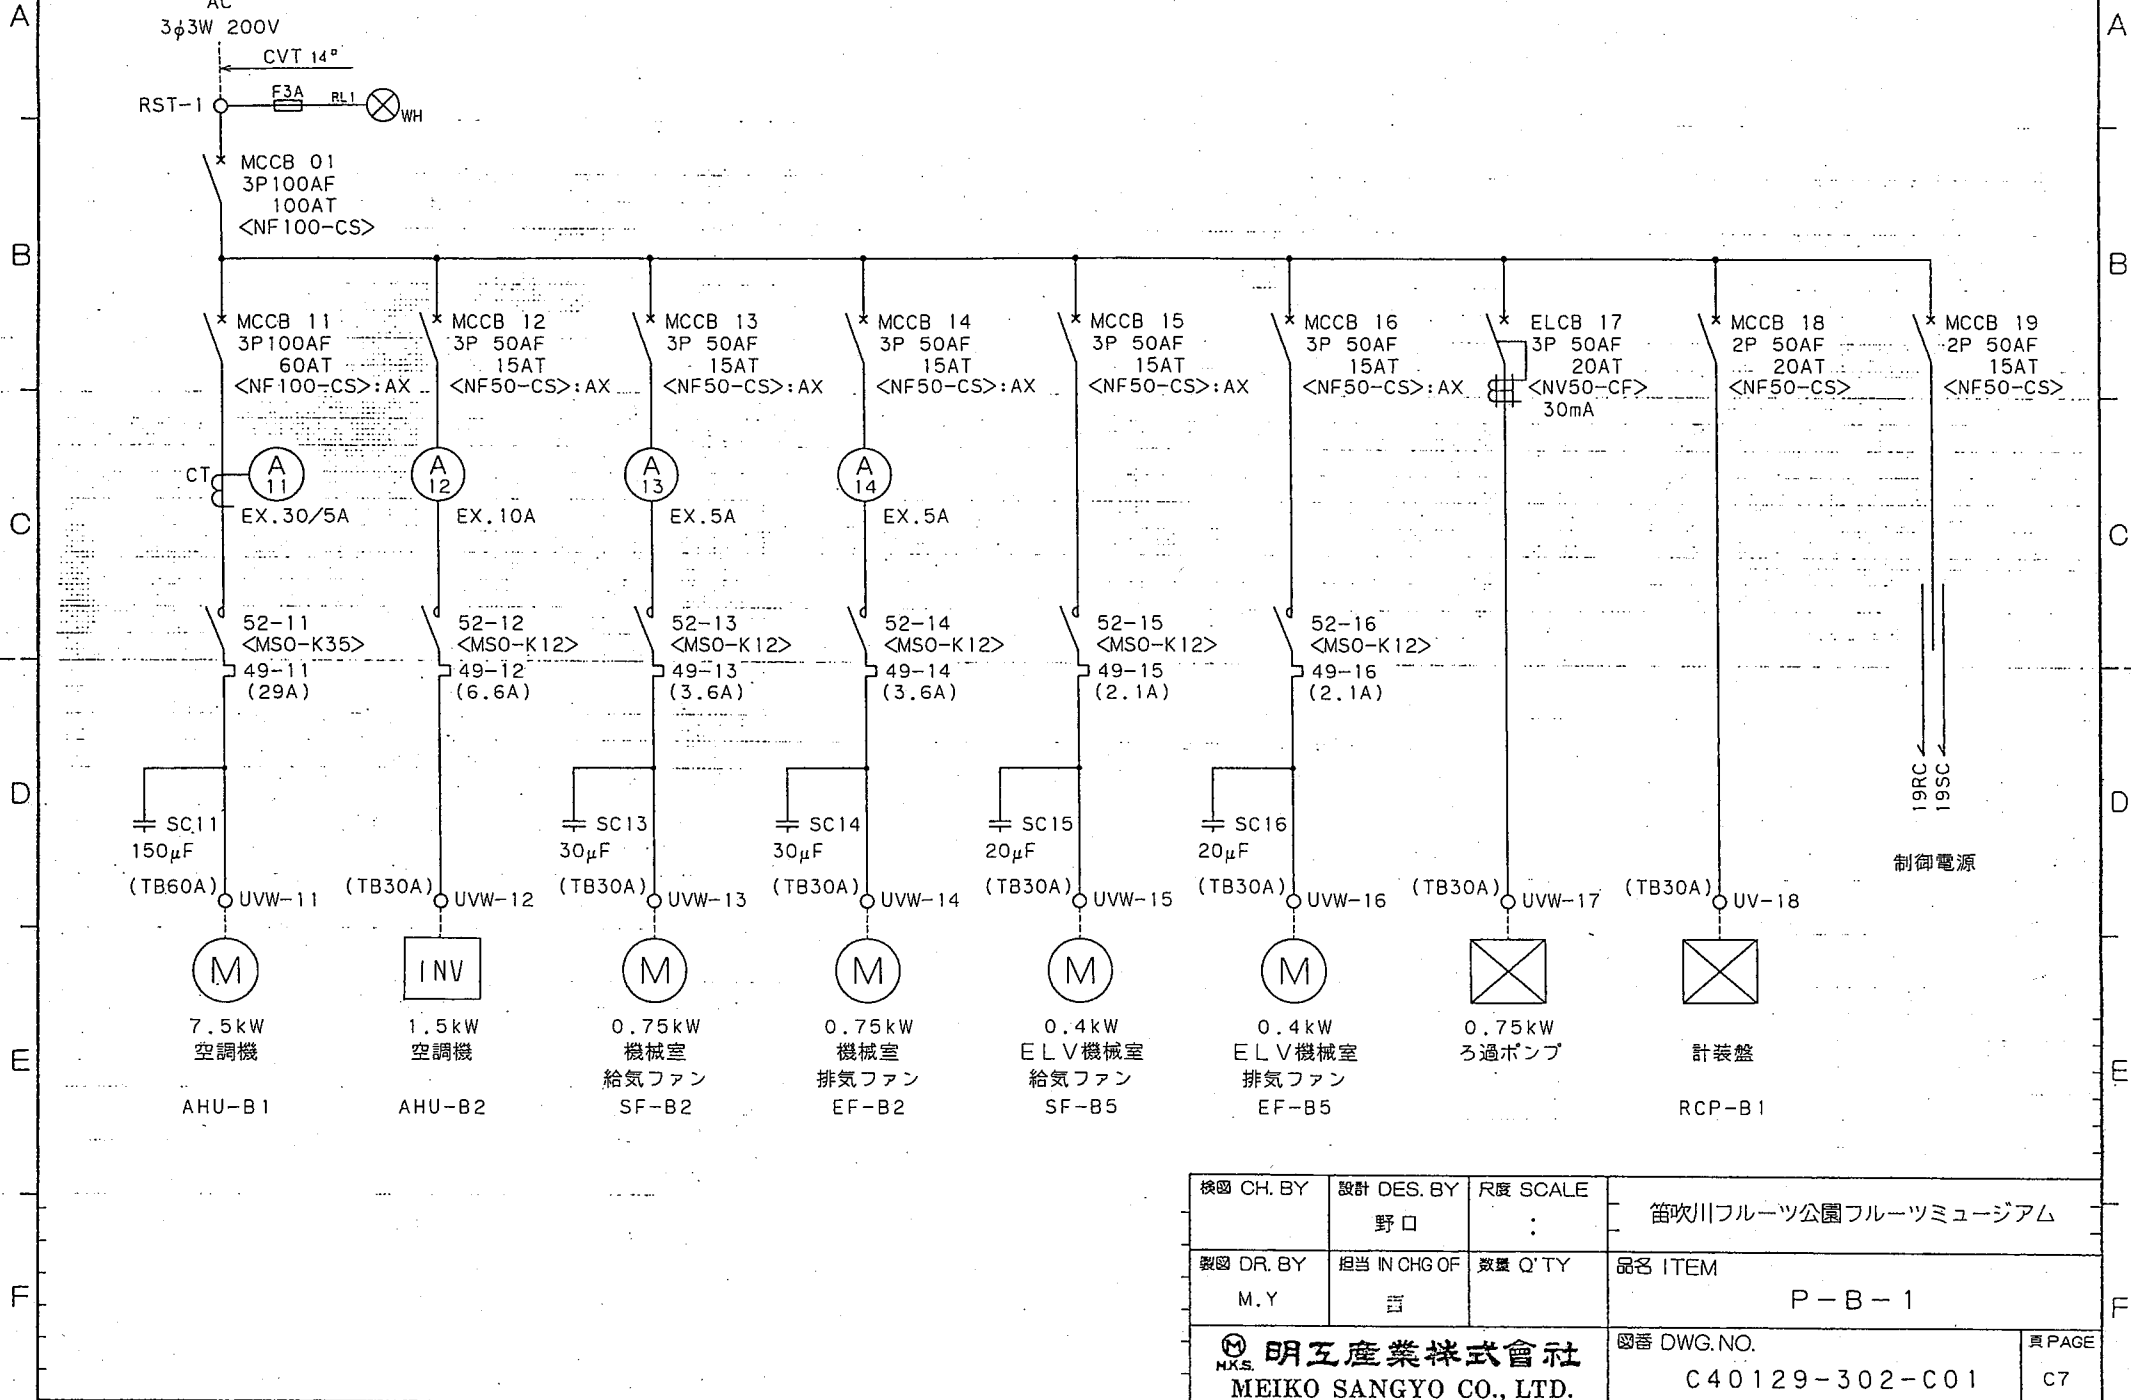 A
A
AC
3φ3W 200V
CVT 14°
RST-1
F3A
RL1
WH
MCCB 01
3P100AF
100AT
<NF100-CS>
B
B
MCCB 11
3P100AF
60AT
<NF100-CS>:AX
MCCB 12
3P 50AF
15AT
<NF50-CS>:AX
MCCB 13
3P 50AF
15AT
<NF50-CS>:AX
MCCB 14
3P 50AF
15AT
<NF50-CS>:AX
MCCB 15
3P 50AF
15AT
<NF50-CS>:AX
MCCB 16
3P 50AF
15AT
<NF50-CS>:AX
ELCB 17
3P 50AF
20AT
<NV50-CF>
30mA
MCCB 18
2P 50AF
20AT
<NF50-CS>
MCCB 19
2P 50AF
15AT
<NF50-CS>
CT
A
11
EX.30/5A
A
12
EX.10A
A
13
EX.5A
A
14
EX.5A
C
C
52-11
<MSO-K35>
49-11
(29A)
52-12
<MSO-K12>
49-12
(6.6A)
52-13
<MSO-K12>
49-13
(3.6A)
52-14
<MSO-K12>
49-14
(3.6A)
52-15
<MSO-K12>
49-15
(2.1A)
52-16
<MSO-K12>
49-16
(2.1A)
19RC
19SC
制御電源
D
D
SC11
150μF
SC13
30μF
SC14
30μF
SC15
20μF
SC16
20μF
(TB60A)
UVW-11
(TB30A)
UVW-12
(TB30A)
UVW-13
(TB30A)
UVW-14
(TB30A)
UVW-15
(TB30A)
UVW-16
(TB30A)
UVW-17
(TB30A)
UV-18
M
INV
M
M
M
M
E
E
7.5kW
空調機
AHU-B1
1.5kW
空調機
AHU-B2
0.75kW
機械室
給気ファン
SF-B2
0.75kW
機械室
排気ファン
EF-B2
0.4kW
ELV機械室
給気ファン
SF-B5
0.4kW
ELV機械室
排気ファン
EF-B5
0.75kW
ろ過ポンプ
計装盤
RCP-B1
F
F
検図 CH. BY
設計 DES. BY
野口
尺度 SCALE
:
笛吹川フルーツ公園フルーツミュージアム
製図 DR. BY
M.Y
担当 IN CHG OF
数量 Q'TY
品名 ITEM
P-B-1
M
M.K.S.
明工産業株式會社
MEIKO SANGYO CO., LTD.
図番 DWG. NO.
C40129-302-C01
頁 PAGE
C7